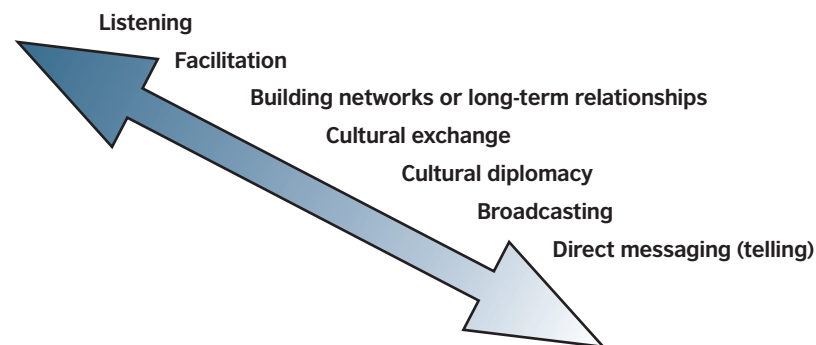 Listening
Facilitation
Building networks or long-term relationships
Cultural exchange
Cultural diplomacy
Broadcasting
Direct messaging (telling)